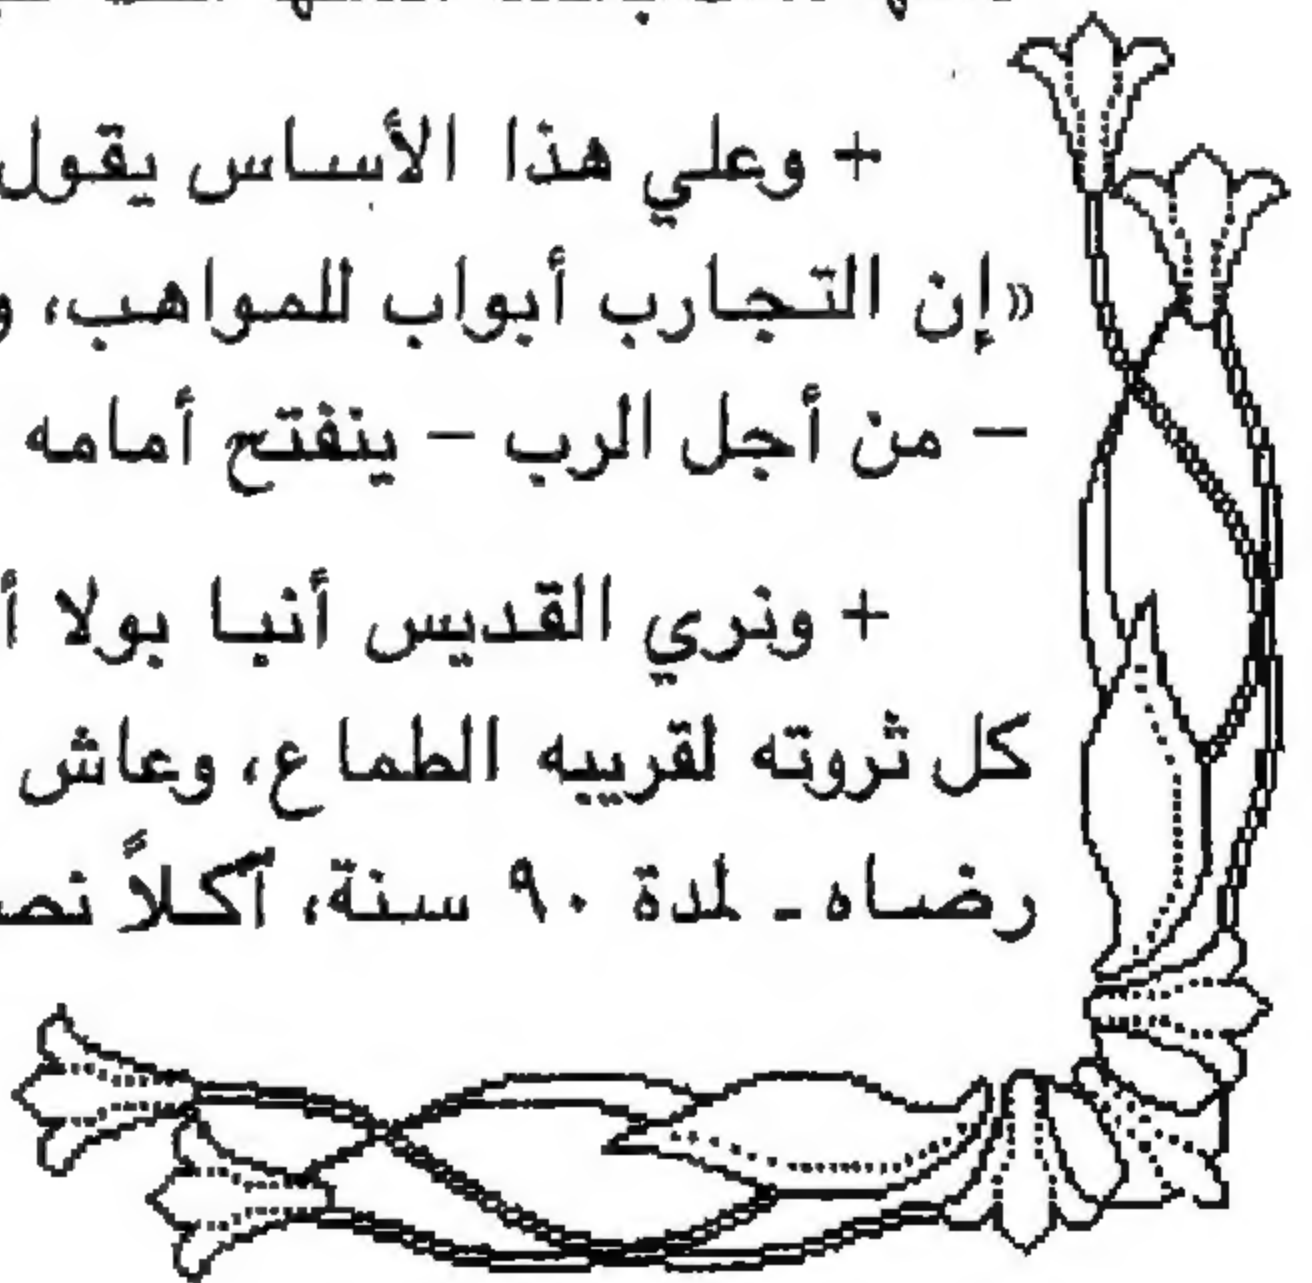 + وعلي هذا الأساس يقول
«إن التجارب أبواب للمواهب،
– من أجل الرب – ينفتح أمامه
+ ونري القديس أنبا بولا
كل ثروته لقريبه الطماع، وعاش
رضاه - لمدة ٩٠ سنة، آكلاً